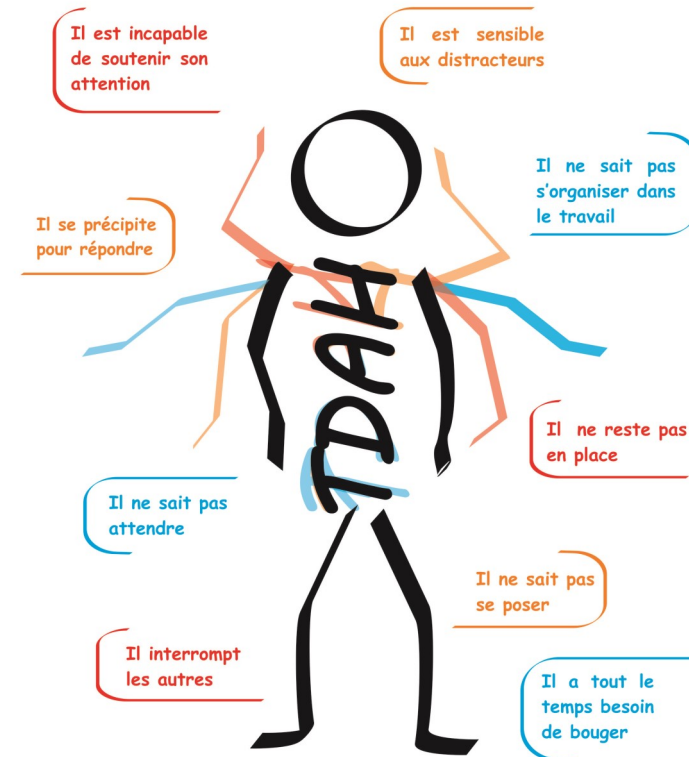 Il est incapable
de soutenir son
attention
Il est sensible
aux distracteurs
Il ne sait pas
s'organiser dans
le travail
Il se précipite
pour répondre
TDAH
Il ne reste pas
en place
Il ne sait pas
attendre
Il ne sait pas
se poser
Il interrompt
les autres
Il a tout le
temps besoin
de bouger